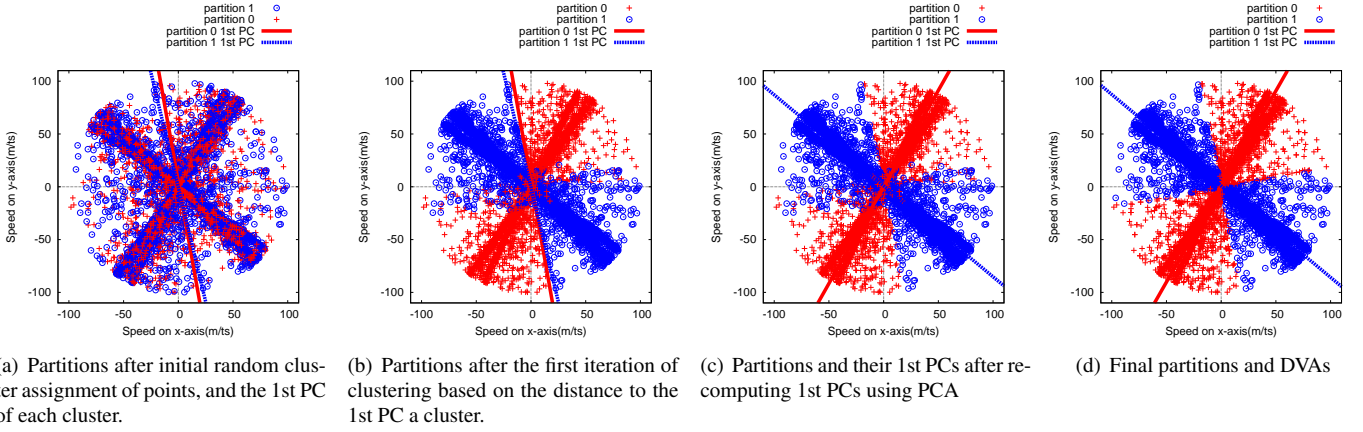 partition 1
partition 0
partition 0 1st PC
partition 1 1st PC
100
50
0
-50
-100
Speed on y-axis(m/ts)
-100 -50 0 50 100
Speed on x-axis(m/ts)
(a) Partitions after initial random clus-
ter assignment of points, and the 1st PC
of each cluster.
partition 0
partition 1
partition 0 1st PC
partition 1 1st PC
100
50
0
-50
-100
Speed on y-axis(m/ts)
-100 -50 0 50 100
Speed on x-axis(m/ts)
(b) Partitions after the first iteration of
clustering based on the distance to the
1st PC a cluster.
partition 0
partition 1
partition 0 1st PC
partition 1 1st PC
100
50
0
-50
-100
Speed on y-axis(m/ts)
-100 -50 0 50 100
Speed on x-axis(m/ts)
(c) Partitions and their 1st PCs after re-
computing 1st PCs using PCA
partition 0
partition 1
partition 0 1st PC
partition 1 1st PC
100
50
0
-50
-100
Speed on y-axis(m/ts)
-100 -50 0 50 100
Speed on x-axis(m/ts)
(d) Final partitions and DVAs